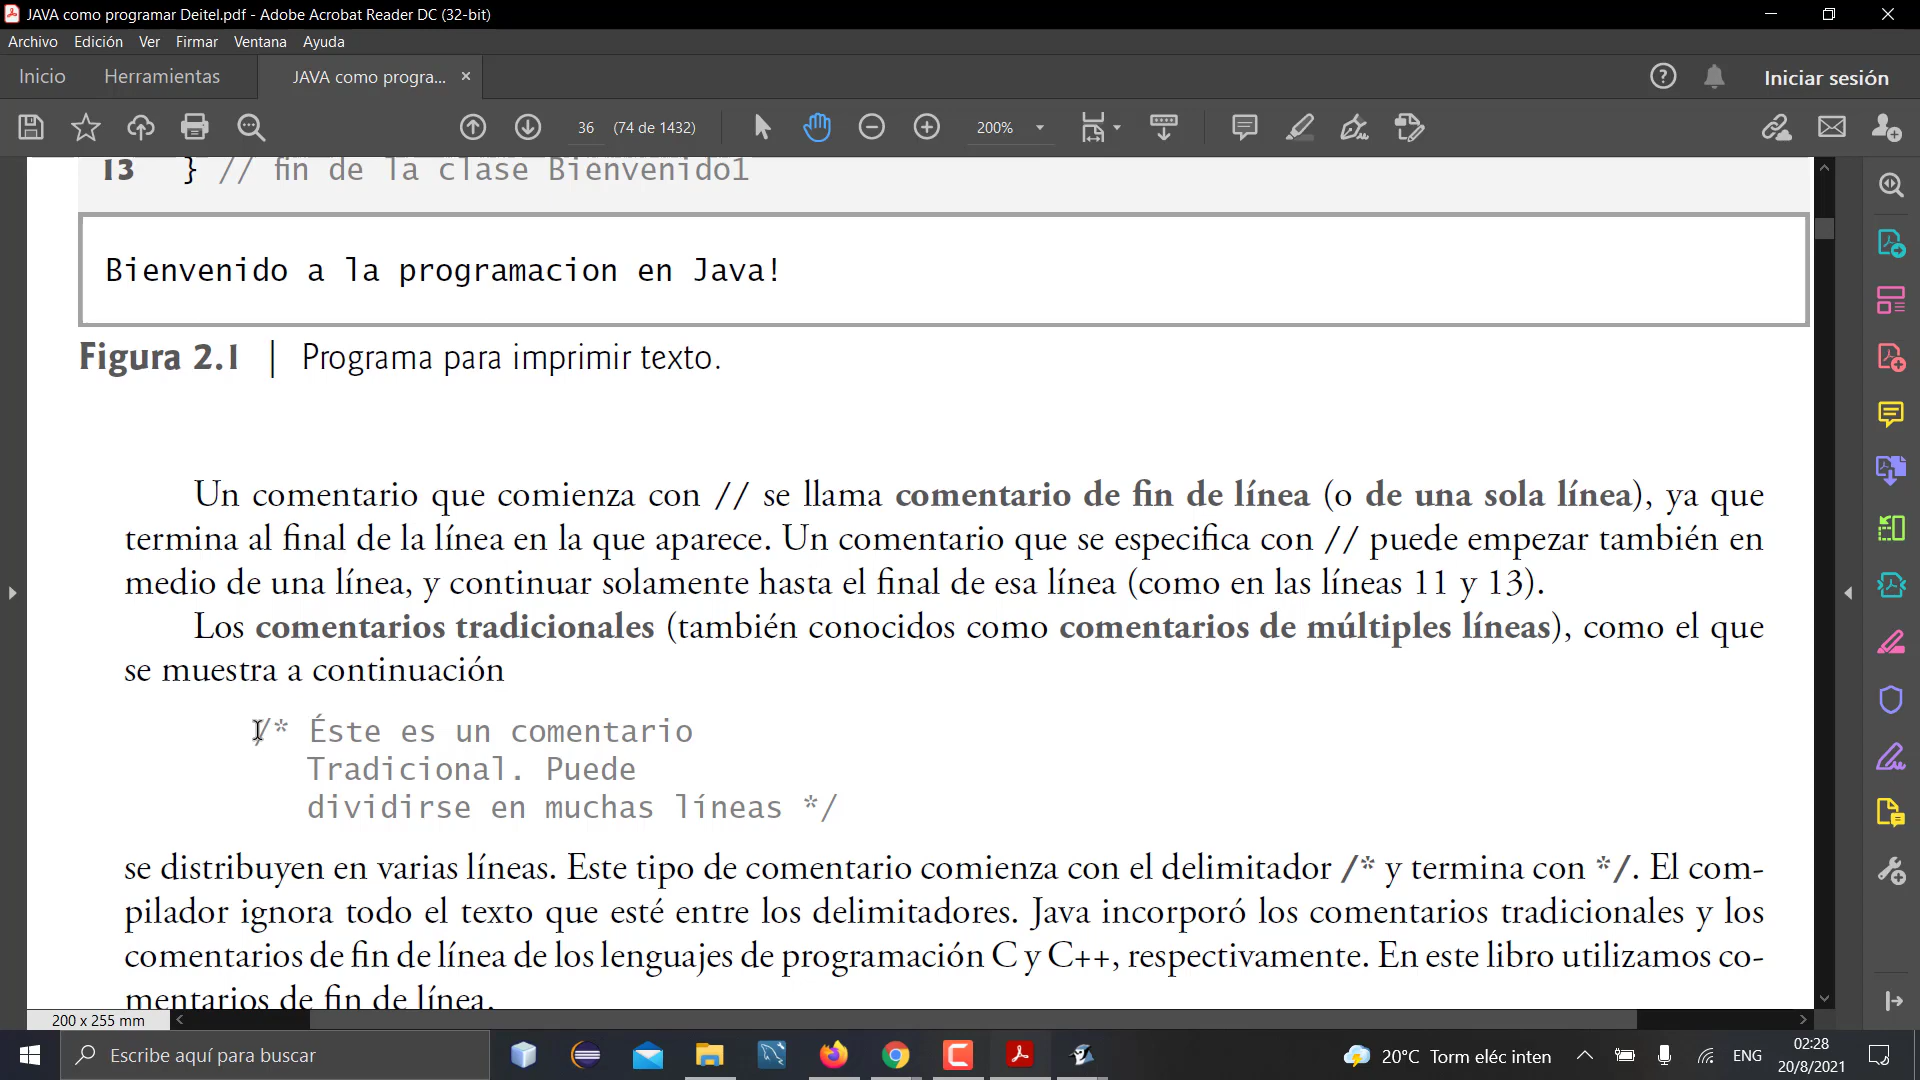 JAVA como programar Deitel.pdf - Adobe Acrobat Reader DC (32-bit)
Archivo Edición Ver Firmar Ventana Ayuda
Inicio Herramientas JAVA como progra... Iniciar sesión
36 (74 de 1432) 200%
13 } // fin de la clase Bienvenido1
Bienvenido a la programacion en Java!
Figura 2.1 | Programa para imprimir texto.
Un comentario que comienza con // se llama comentario de fin de línea (o de una sola línea), ya que
termina al final de la línea en la que aparece. Un comentario que se especifica con // puede empezar también en
medio de una línea, y continuar solamente hasta el final de esa línea (como en las líneas 11 y 13).
Los comentarios tradicionales (también conocidos como comentarios de múltiples líneas), como el que
se muestra a continuación
/* Éste es un comentario
Tradicional. Puede
dividirse en muchas líneas */
se distribuyen en varias líneas. Este tipo de comentario comienza con el delimitador /* y termina con */. El com-
pilador ignora todo el texto que esté entre los delimitadores. Java incorporó los comentarios tradicionales y los
comentarios de fin de línea de los lenguajes de programación C y C++, respectivamente. En este libro utilizamos co-
mentarios de fin de línea.
200 x 255 mm
Escribe aquí para buscar
20°C Torm eléc inten
ENG
02:28
20/8/2021